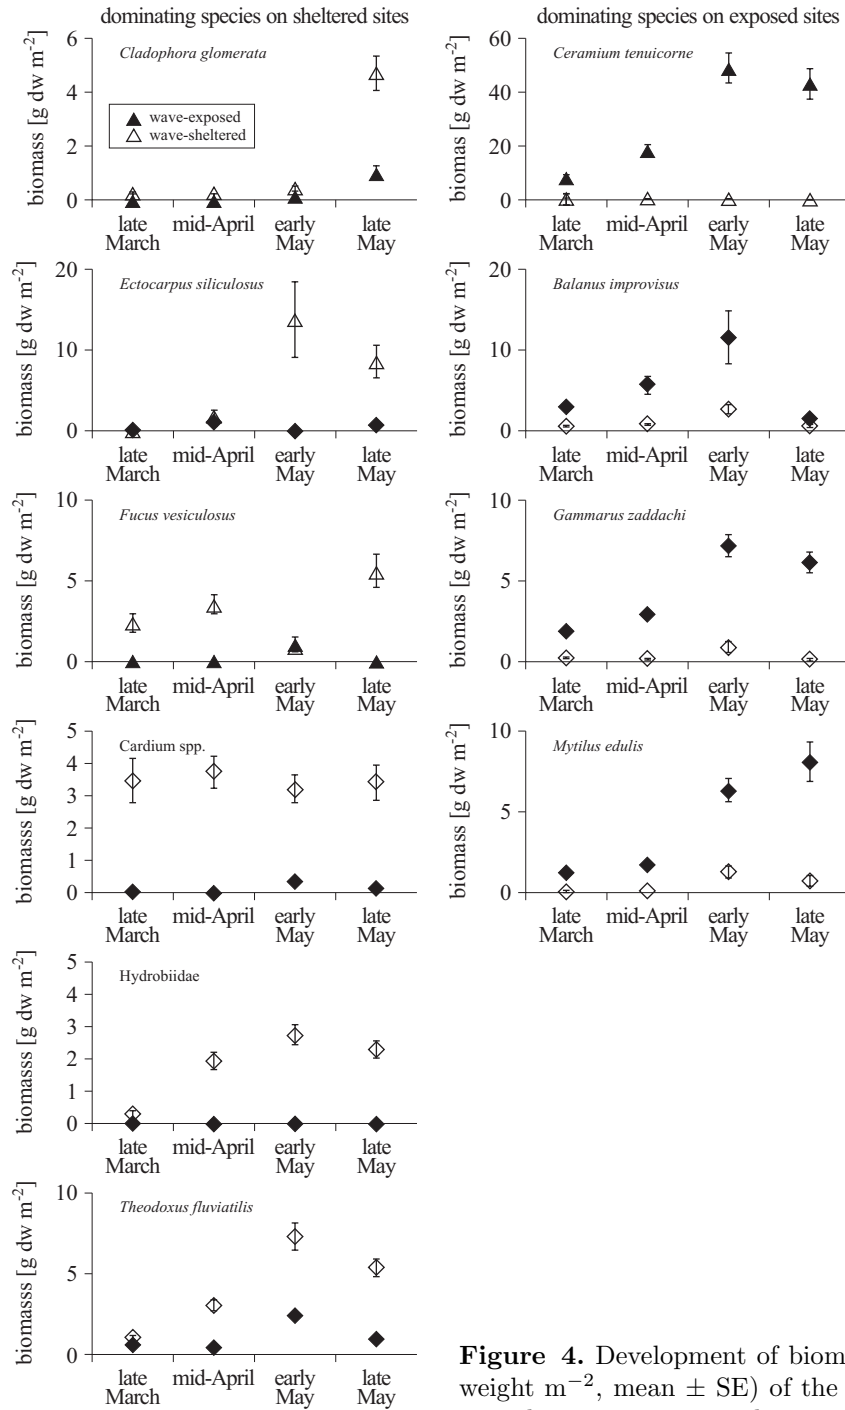 dominating species on sheltered sites
biomass [g dw m-2]
Cladophora glomerata
wave-exposed
wave-sheltered
6
4
2
0
late March
mid-April
early May
late May
biomass [g dw m-2]
Ectocarpus siliculosus
20
10
0
late March
mid-April
early May
late May
biomass [g dw m-2]
Fucus vesiculosus
10
5
0
late March
mid-April
early May
late May
biomasss [g dw m-2]
Cardium spp.
5
4
3
2
1
0
late March
mid-April
early May
late May
biomasss [g dw m-2]
Hydrobiidae
5
4
3
2
1
0
late March
mid-April
early May
late May
biomasss [g dw m-2]
Theodoxus fluviatilis
10
5
0
late March
mid-April
early May
late May
dominating species on exposed sites
biomas [g dw m-2]
Ceramium tenuicorne
60
40
20
0
late March
mid-April
early May
late May
biomass [g dw m-2]
Balanus improvisus
20
10
0
late March
mid-April
early May
late May
biomass [g dw m-2]
Gammarus zaddachi
10
5
0
late March
mid-April
early May
late May
biomass [g dw m-2]
Mytilus edulis
10
5
0
late March
mid-April
early May
late May
Figure 4. Development of biom
weight m−2, mean ± SE) of the